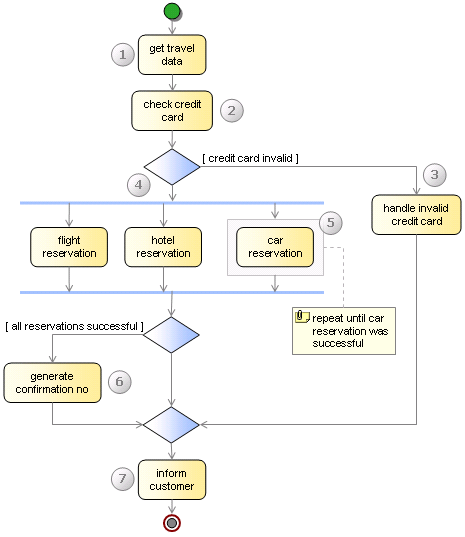 1
get travel
data
check credit
card
2
[ credit card invalid ]
3
4
handle invalid
credit card
flight
reservation
hotel
reservation
car
reservation
5
repeat until car
reservation was
successful
[ all reservations successful ]
generate
confirmation no
6
7
inform
customer